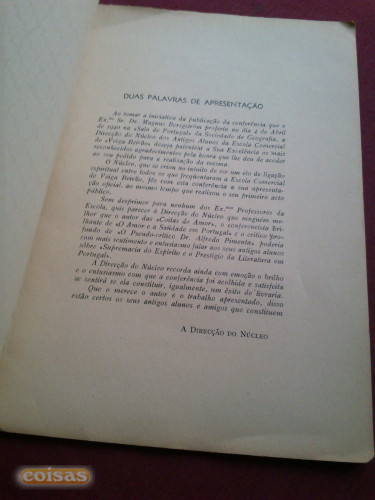 DUAS PALAVRAS DE APRESENTAÇÃO
Ao tomar a iniciativa da publicação da conferência que o
Ex.mo Sr. Dr. Magnus Bergström proferiu no dia 4 de Abril
de 1940 na «Sala de Portugal» da Sociedade de Geografia, a
Direcção do Núcleo dos Antigos Alunos da Escola Comercial
de «Veiga Beirão» deseja patentear a Sua Excelência os mais
reconhecidos agradecimentos pela honra que lhe deu de aceder
ao seu pedido para a realização da mesma.
O Núcleo, que se criou no intuito de ser um elo de ligação
espiritual entre todos os que freqüentaram a Escola Comercial
de Veiga Beirão, fêz com esta conferência a sua apresenta-
ção oficial, ao mesmo tempo que realizou o seu primeiro acto
público.
Sem desprimor para nenhum dos Ex.mos Professores da
Escola, quis parecer à Direcção do Núcleo que ninguém me-
lhor que o autor das «Coitas de Amor», o conferencista bri-
lhante de «O Amor e a Saüdade em Portugal» e o crítico pro-
fundo de «O Pseudo-crítico Dr. Alfredo Pimenta», poderia
com mais sentimento e entusiasmo falar aos seus antigos alunos
sôbre «Supremacia do Espírito e o Prestígio da Literatura em
Portugal».
A Direcção do Núcleo recorda ainda com emoção o brilho
e o entusiasmo com que a conferência foi acolhida e satisfeita
se sentirá se ela constituir, igualmente, um êxito de livraria.
Que o merece o autor e o trabalho apresentado, disso
estão certos os seus antigos alunos e amigos que constituem
A DIRECÇÃO DO NÚCLEO
coisas